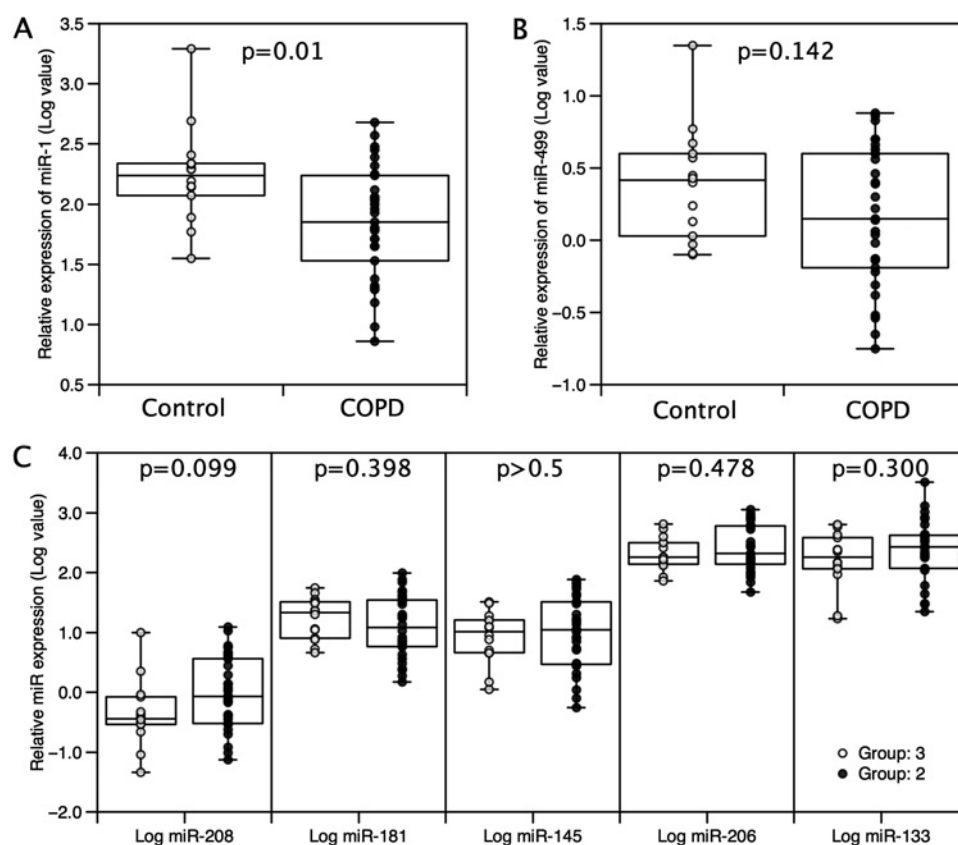 A
Relative expression of miR-1 (Log value)
3.5
3.0
2.5
2.0
1.5
1.0
0.5
p=0.01
Control
COPD
B
Relative expression of miR-499 (Log value)
1.5
1.0
0.5
0.0
−0.5
−1.0
p=0.142
Control
COPD
C
Relative miR expression (Log value)
4.0
3.0
2.0
1.0
0.0
−1.0
−2.0
p=0.099
p=0.398
p>0.5
p=0.478
p=0.300
Group: 3
Group: 2
Log miR-208
Log miR-181
Log miR-145
Log miR-206
Log miR-133